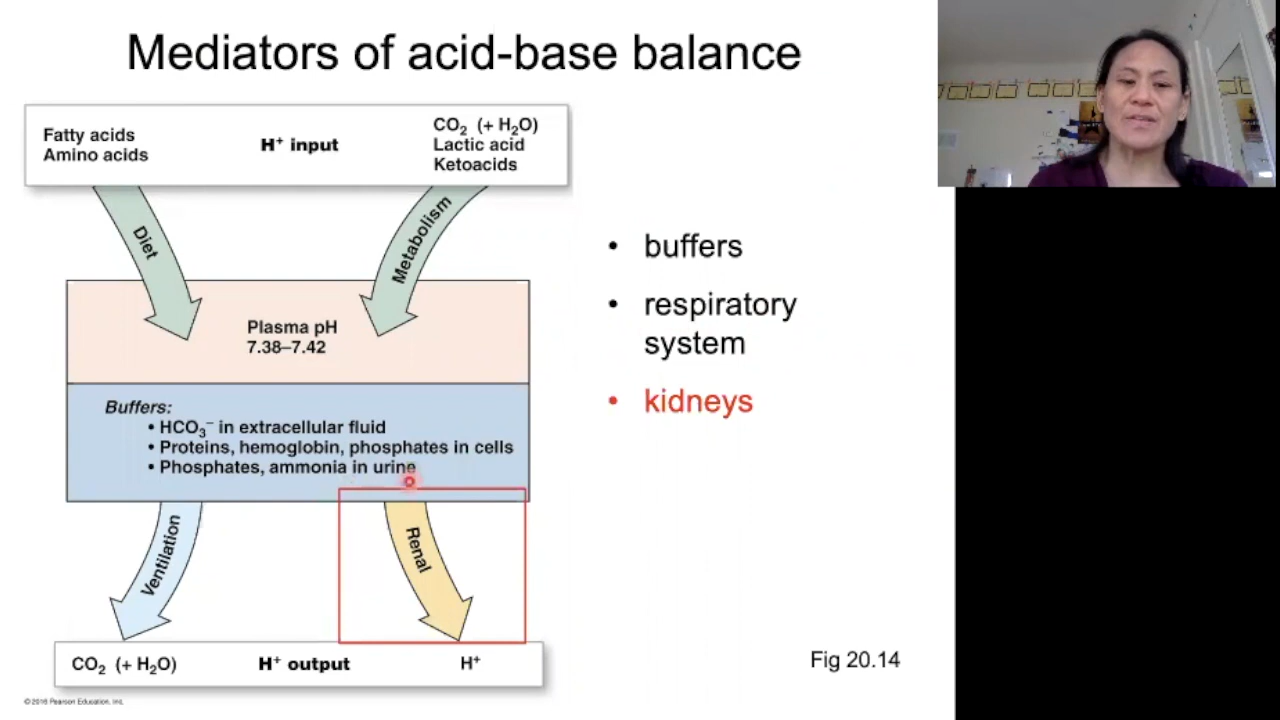 Mediators of acid-base balance
Fatty acids
Amino acids
H⁺ input
CO₂ (+ H₂O)
Lactic acid
Ketoacids
Diet
Metabolism
Plasma pH
7.38–7.42
Buffers:
• HCO₃⁻ in extracellular fluid
• Proteins, hemoglobin, phosphates in cells
• Phosphates, ammonia in urine
Ventilation
Renal
CO₂ (+ H₂O)
H⁺ output
H⁺
© 2016 Pearson Education, Inc.
• buffers
• respiratory
system
• kidneys
Fig 20.14